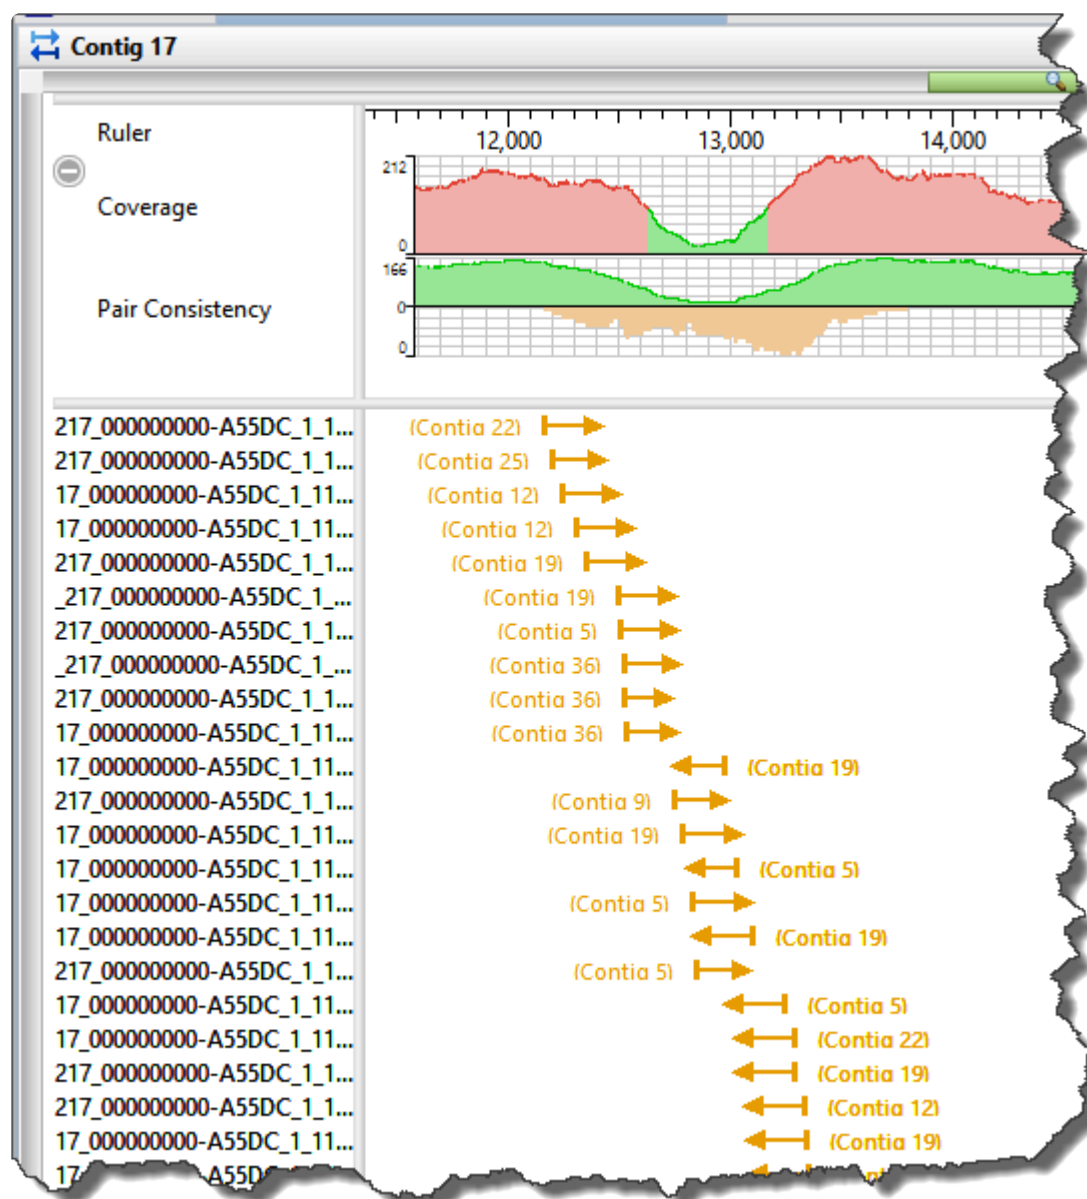 Contig 17
Ruler
12,000 13,000 14,000
212
Coverage
0
166
Pair Consistency
0
0
217_000000000-A55DC_1_1... (Contig 22)
217_000000000-A55DC_1_1... (Contig 25)
17_000000000-A55DC_1_11... (Contig 12)
17_000000000-A55DC_1_11... (Contig 12)
217_000000000-A55DC_1_1... (Contig 19)
_217_000000000-A55DC_1_... (Contig 19)
217_000000000-A55DC_1_1... (Contig 5)
_217_000000000-A55DC_1_... (Contig 36)
217_000000000-A55DC_1_1... (Contig 36)
17_000000000-A55DC_1_11... (Contig 36)
17_000000000-A55DC_1_11... (Contig 19)
217_000000000-A55DC_1_1... (Contig 9)
17_000000000-A55DC_1_11... (Contig 19)
17_000000000-A55DC_1_11... (Contig 5)
17_000000000-A55DC_1_11... (Contig 5)
17_000000000-A55DC_1_11... (Contig 19)
217_000000000-A55DC_1_1... (Contig 5)
17_000000000-A55DC_1_11... (Contig 5)
17_000000000-A55DC_1_11... (Contig 22)
217_000000000-A55DC_1_1... (Contig 19)
217_000000000-A55DC_1_1... (Contig 12)
17_000000000-A55DC_1_11... (Contig 19)